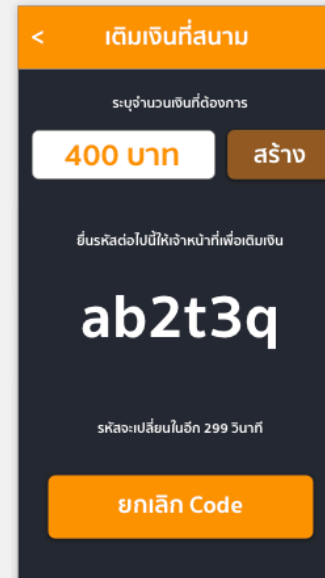 < เติมเงินที่สนาม
ระบุจำนวนเงินที่ต้องการ
400 บาท สร้าง
ยื่นรหัสต่อไปนี้ให้เจ้าหน้าที่เพื่อเติมเงิน
ab2t3q
รหัสจะเปลี่ยนในอีก 299 วินาที
ยกเลิก Code